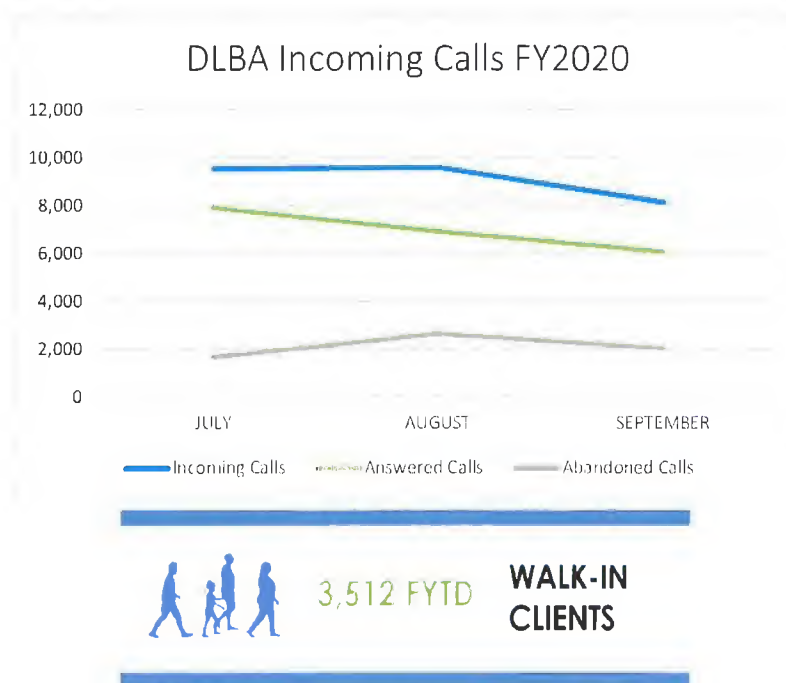 DLBA Incoming Calls FY2020
12,000
10,000
8,000
6,000
4,000
2,000
0
JULY AUGUST SEPTEMBER
Incoming Calls Answered Calls Abandoned Calls
3,512 FYTD
WALK-IN
CLIENTS